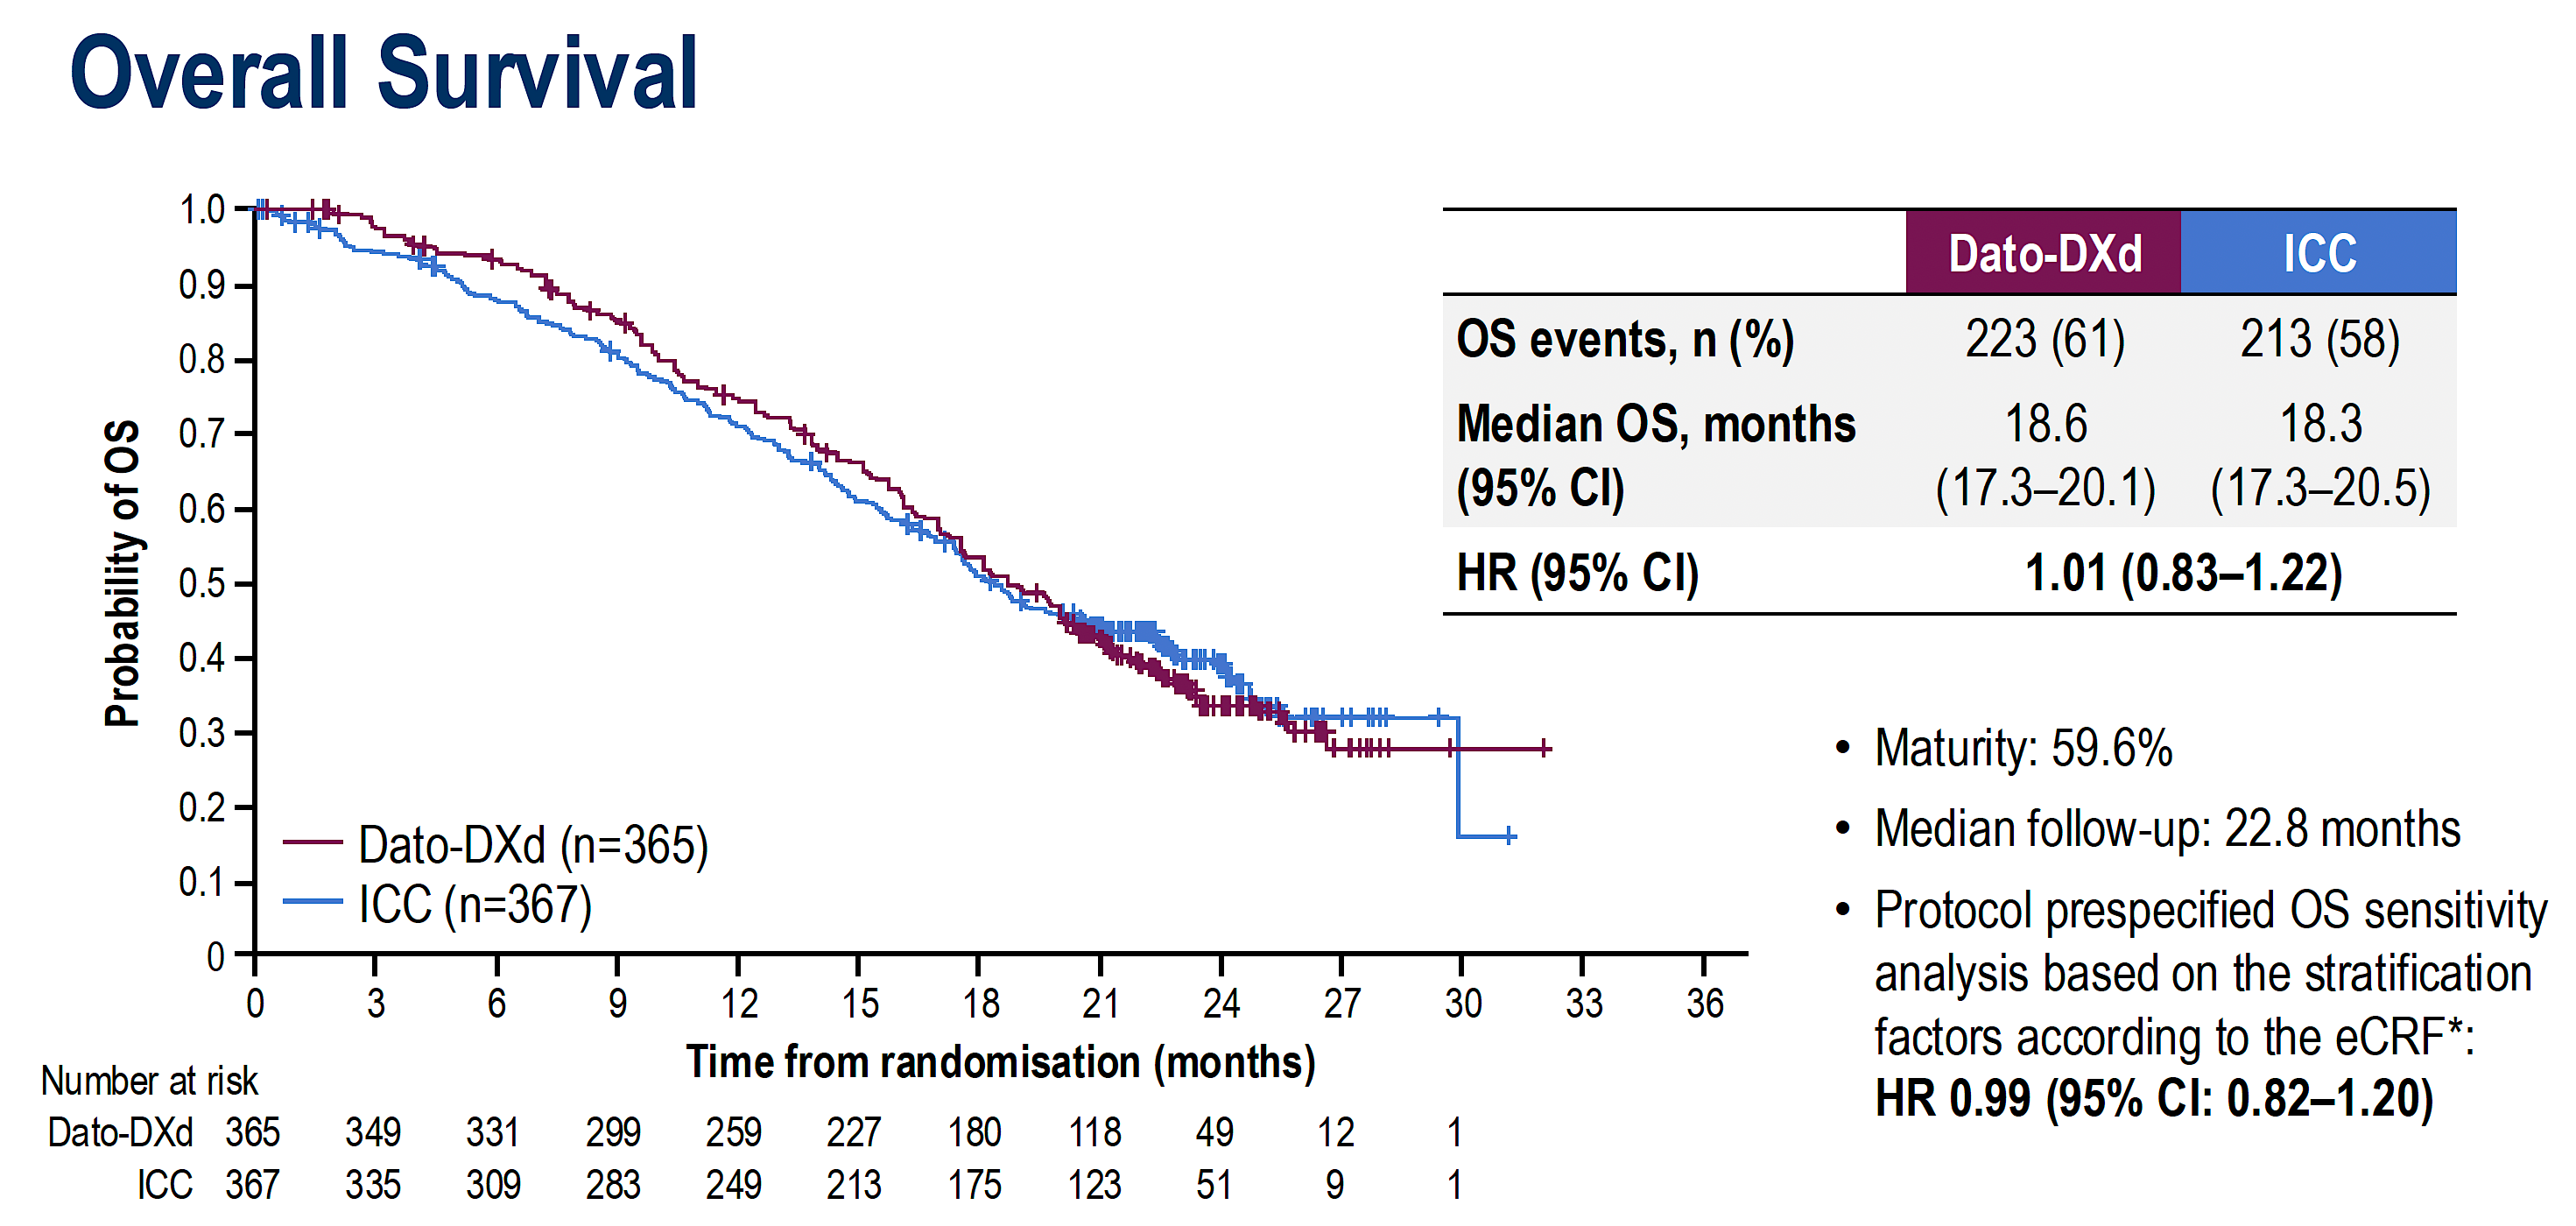 Overall Survival
1.0
0.9
0.8
0.7
0.6
0.5
0.4
0.3
0.2
0.1
0
Probability of OS
Dato-DXd (n=365)
ICC (n=367)
0 3 6 9 12 15 18 21 24 27 30 33 36
Time from randomisation (months)
Number at risk
Dato-DXd 365 349 331 299 259 227 180 118 49 12 1
ICC 367 335 309 283 249 213 175 123 51 9 1
Dato-DXd ICC
OS events, n (%) 223 (61) 213 (58)
Median OS, months 18.6 18.3
(95% CI) (17.3–20.1) (17.3–20.5)
HR (95% CI) 1.01 (0.83–1.22)
• Maturity: 59.6%
• Median follow-up: 22.8 months
• Protocol prespecified OS sensitivity
analysis based on the stratification
factors according to the eCRF*:
HR 0.99 (95% CI: 0.82–1.20)